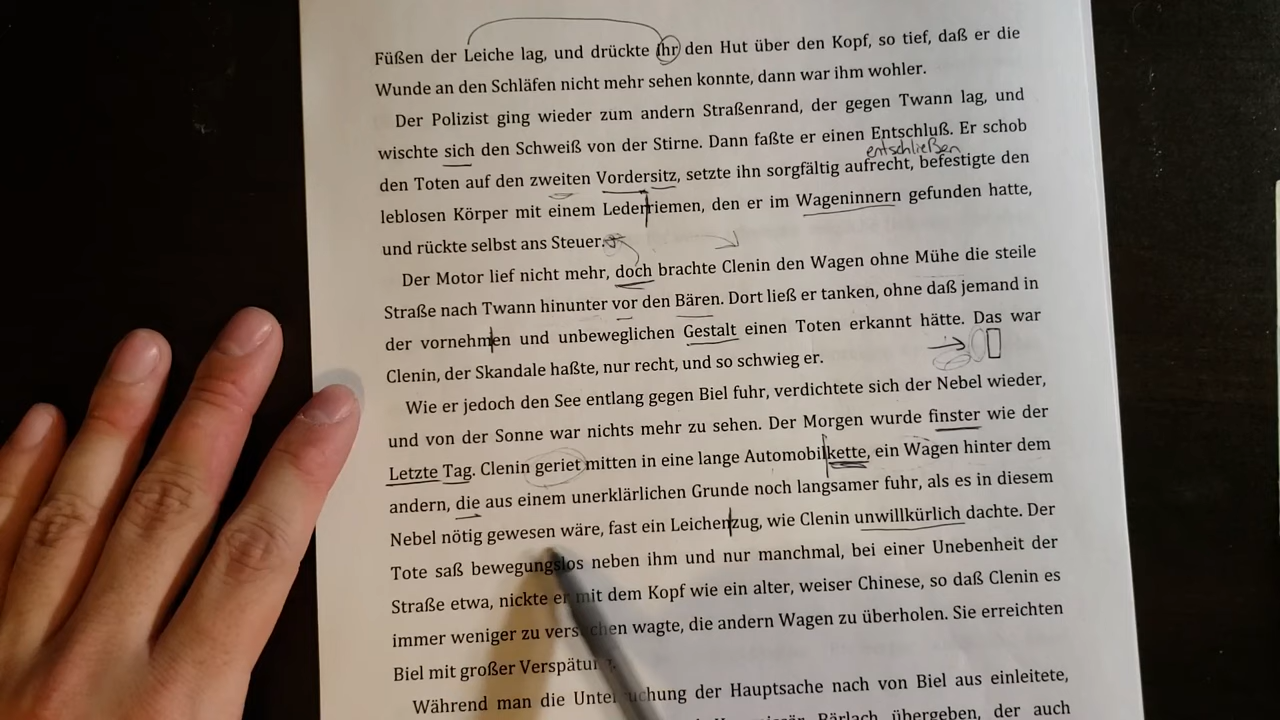 Füßen der Leiche lag, und drückte ihr den Hut über den Kopf, so tief, daß er die
Wunde an den Schläfen nicht mehr sehen konnte, dann war ihm wohler.
Der Polizist ging wieder zum andern Straßenrand, der gegen Twann lag, und
wischte sich den Schweiß von der Stirne. Dann faßte er einen Entschluß. Er schob
entschließen
den Toten auf den zweiten Vordersitz, setzte ihn sorgfältig aufrecht, befestigte den
leblosen Körper mit einem Lederriemen, den er im Wageninnern gefunden hatte,
und rückte selbst ans Steuer.
Der Motor lief nicht mehr, doch brachte Clenin den Wagen ohne Mühe die steile
Straße nach Twann hinunter vor den Bären. Dort ließ er tanken, ohne daß jemand in
der vornehmen und unbeweglichen Gestalt einen Toten erkannt hätte. Das war
Clenin, der Skandale haßte, nur recht, und so schwieg er.
Wie er jedoch den See entlang gegen Biel fuhr, verdichtete sich der Nebel wieder,
und von der Sonne war nichts mehr zu sehen. Der Morgen wurde finster wie der
Letzte Tag. Clenin geriet mitten in eine lange Automobilkette, ein Wagen hinter dem
andern, die aus einem unerklärlichen Grunde noch langsamer fuhr, als es in diesem
Nebel nötig gewesen wäre, fast ein Leichenzug, wie Clenin unwillkürlich dachte. Der
Tote saß bewegungslos neben ihm und nur manchmal, bei einer Unebenheit der
Straße etwa, nickte er mit dem Kopf wie ein alter, weiser Chinese, so daß Clenin es
immer weniger zu versuchen wagte, die andern Wagen zu überholen. Sie erreichten
Biel mit großer Verspätung.
Während man die Untersuchung der Hauptsache nach von Biel aus einleitete,
Bärlach übergeben, der auch